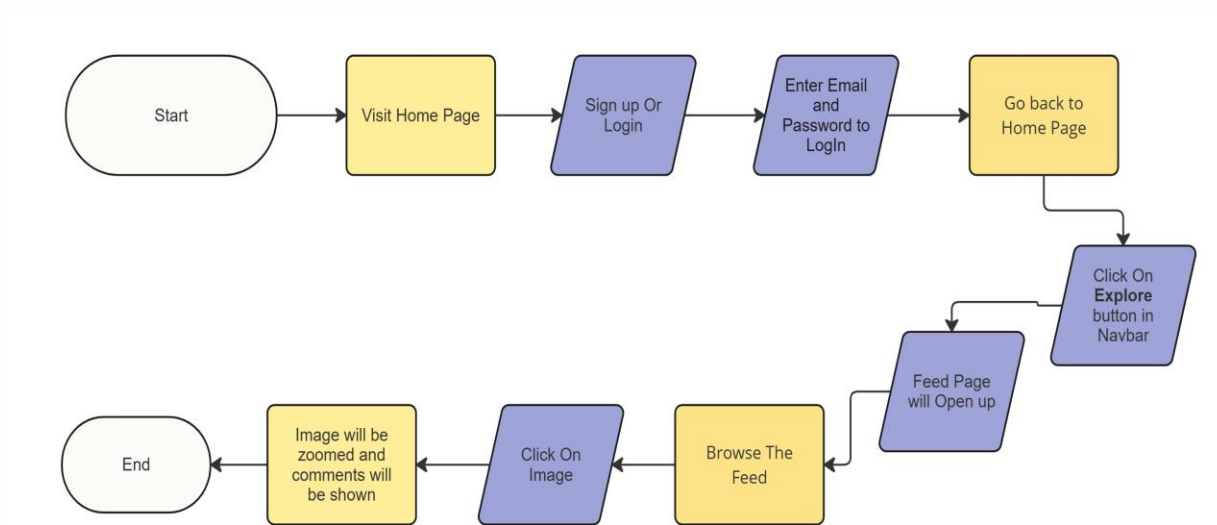 Start
Visit Home Page
Sign up Or
Login
Enter Email
and
Password to
LogIn
Go back to
Home Page
Click On
Explore
button in
Navbar
Feed Page
will Open up
Browse The
Feed
Click On
Image
Image will be
zoomed and
comments will
be shown
End